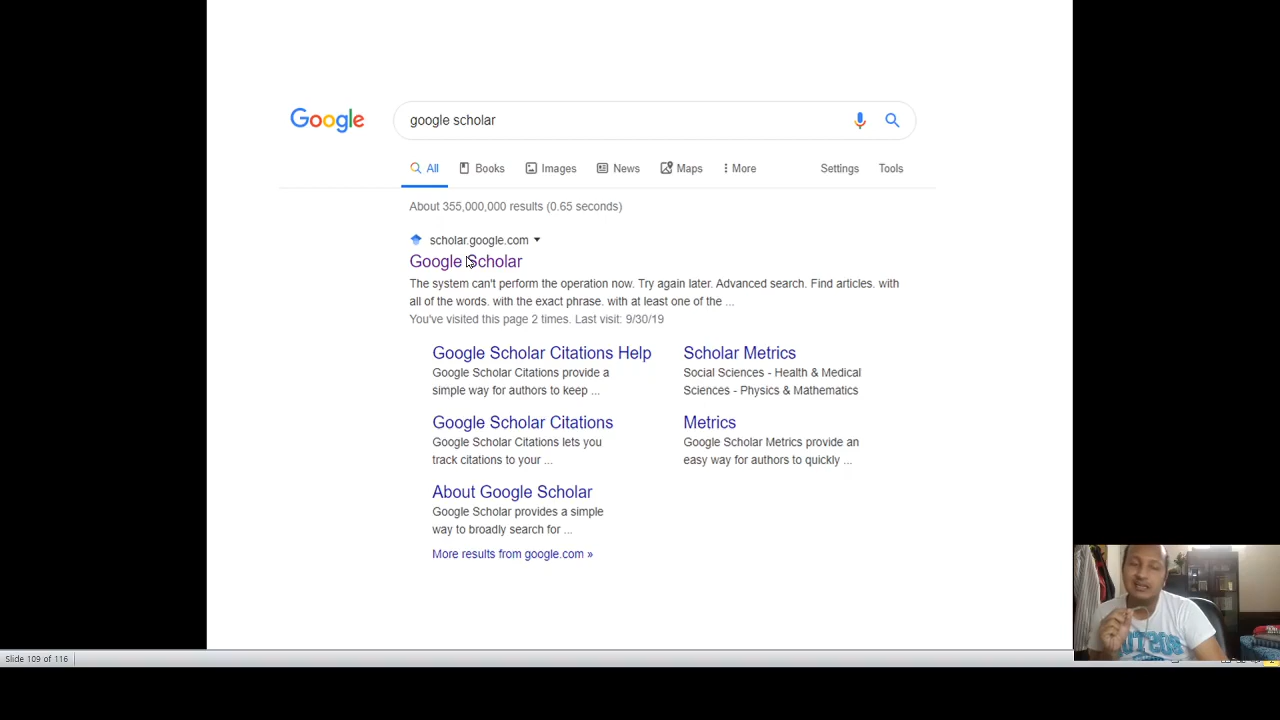 Google google scholar
All Books Images News Maps More Settings Tools
About 355,000,000 results (0.65 seconds)
scholar.google.com
Google Scholar
The system can't perform the operation now. Try again later. Advanced search. Find articles. with
all of the words. with the exact phrase. with at least one of the ...
You've visited this page 2 times. Last visit: 9/30/19
Google Scholar Citations Help
Google Scholar Citations provide a
simple way for authors to keep ...
Scholar Metrics
Social Sciences - Health & Medical
Sciences - Physics & Mathematics
Google Scholar Citations
Google Scholar Citations lets you
track citations to your ...
Metrics
Google Scholar Metrics provide an
easy way for authors to quickly ...
About Google Scholar
Google Scholar provides a simple
way to broadly search for ...
More results from google.com »
Slide 109 of 116